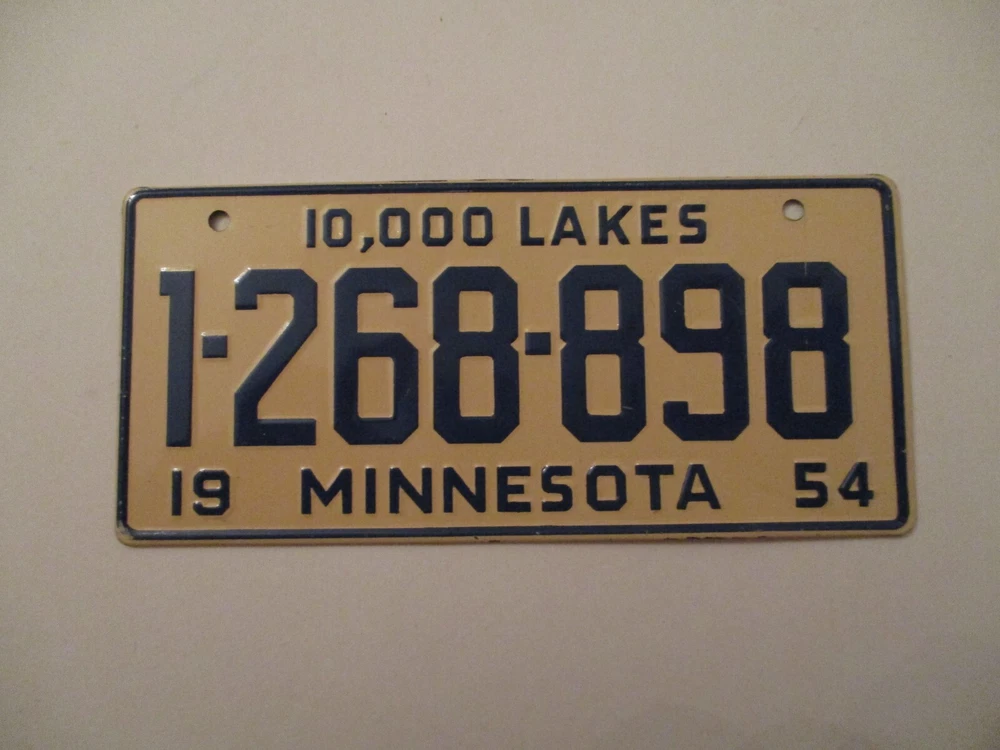 10,000 LAKES
1-268-898
19 MINNESOTA 54